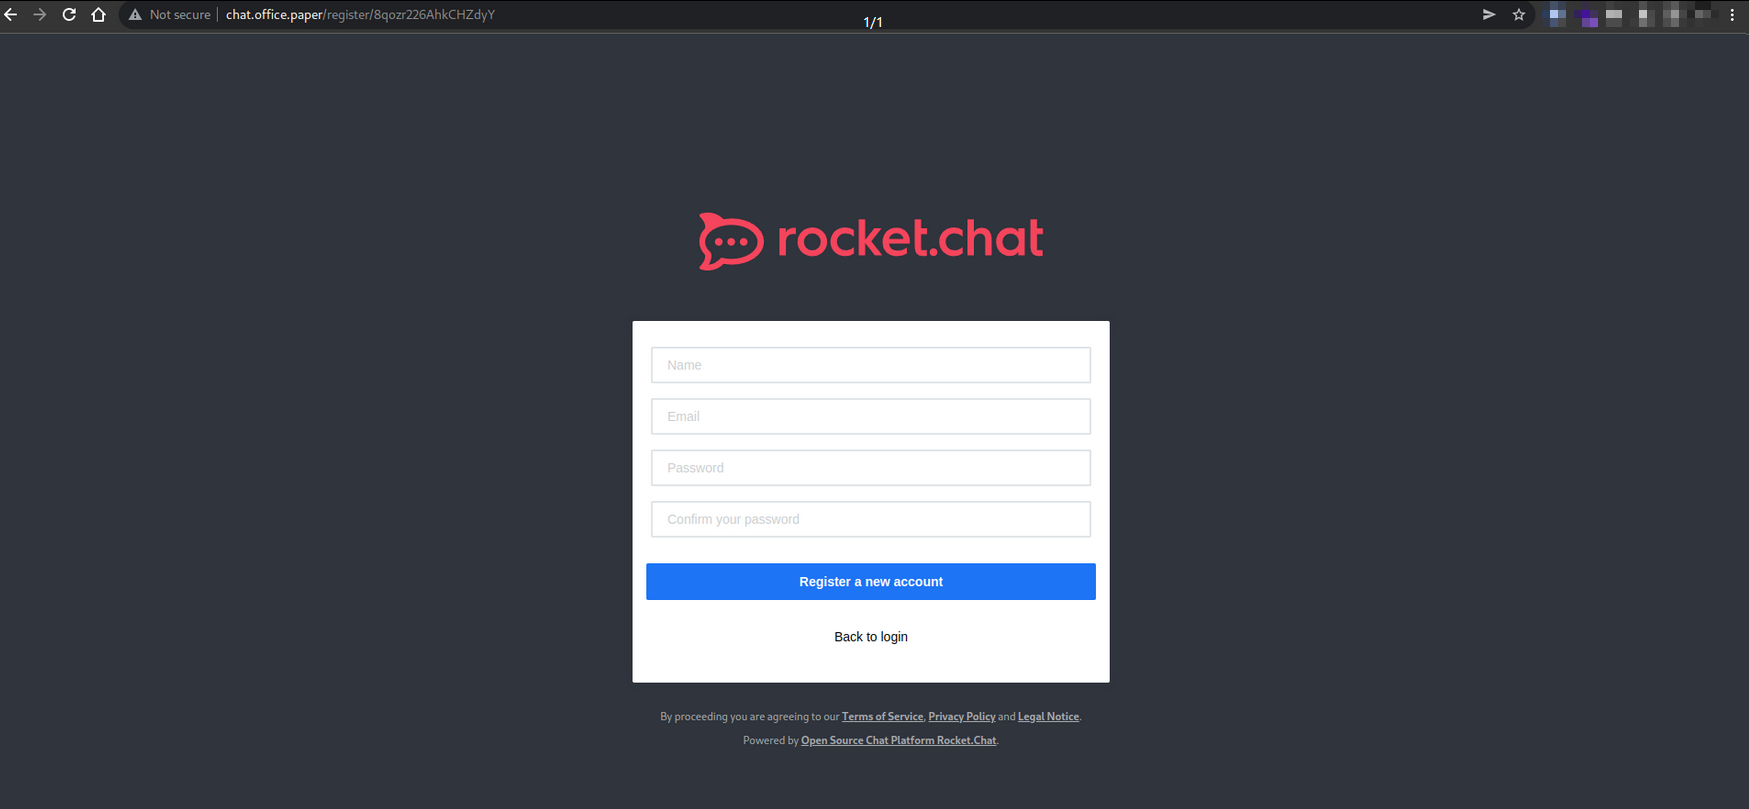 Not secure chat.office.paper/register/8qozr226AhkCHZdyY
1/1
rocket.chat
Name
Email
Password
Confirm your password
Register a new account
Back to login
By proceeding you are agreeing to our Terms of Service, Privacy Policy and Legal Notice.
Powered by Open Source Chat Platform Rocket.Chat.